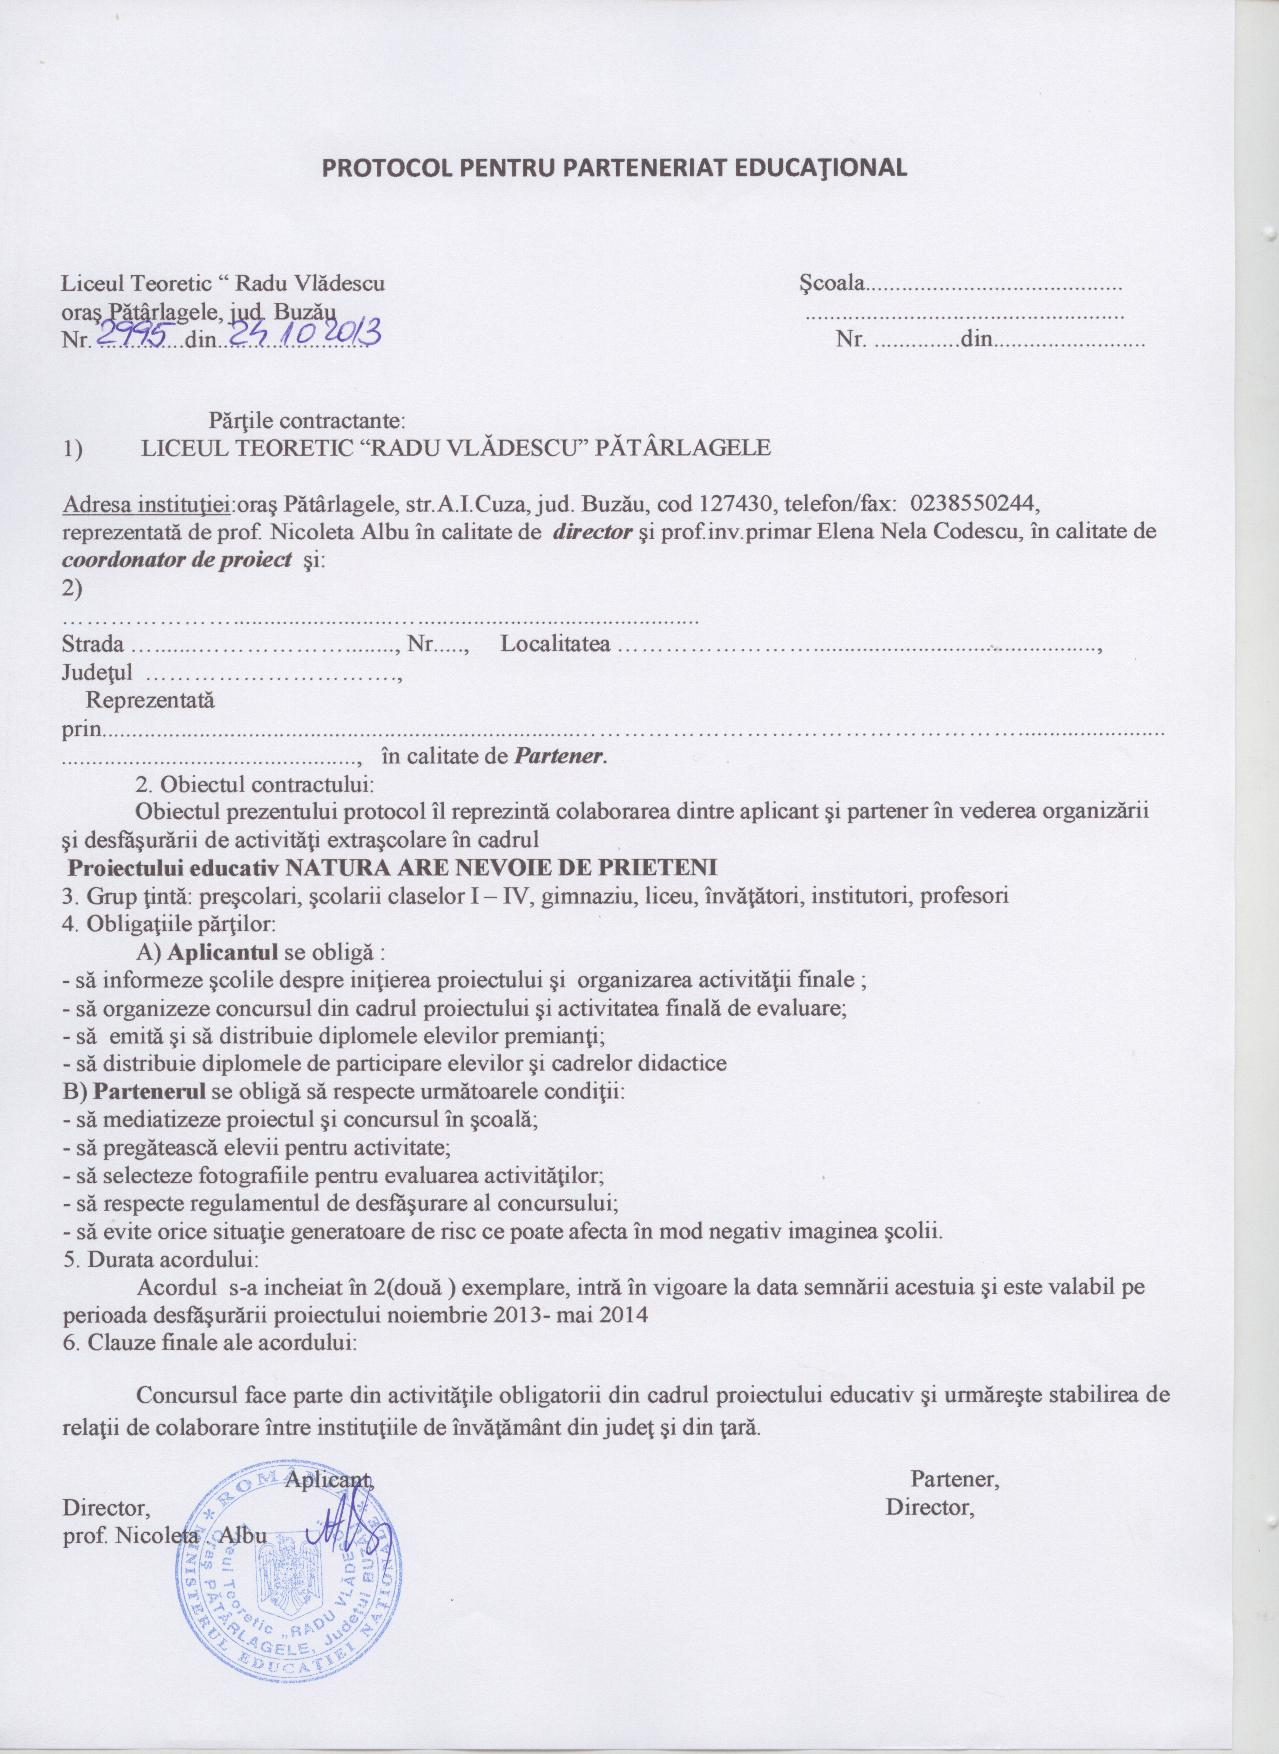 PROTOCOL PENTRU PARTENERIAT EDUCAŢIONAL
Liceul Teoretic “ Radu Vlădescu Şcoala............................................
oraş Pătârlagele, jud. Buzău ......................................................
Nr. 2995 din 24 10 2013 Nr. ..............din..........................
Părţile contractante:
1) LICEUL TEORETIC “RADU VLĂDESCU” PĂTÂRLAGELE
Adresa instituţiei:oraş Pătârlagele, str.A.I.Cuza, jud. Buzău, cod 127430, telefon/fax: 0238550244,
reprezentată de prof. Nicoleta Albu în calitate de director şi prof.inv.primar Elena Nela Codescu, în calitate de
coordonator de proiect şi:
2)
…………………...............................…................................................
Strada …........……………….........., Nr....., Localitatea ……………………................................................,
Judeţul ………………………….,
Reprezentată
prin................................................................................……………………………………………….........................
.................................................., în calitate de Partener.
2. Obiectul contractului:
Obiectul prezentului protocol îl reprezintă colaborarea dintre aplicant şi partener în vederea organizării
şi desfăşurării de activităţi extraşcolare în cadrul
Proiectului educativ NATURA ARE NEVOIE DE PRIETENI
3. Grup ţintă: preşcolari, şcolarii claselor I – IV, gimnaziu, liceu, învăţători, institutori, profesori
4. Obligaţiile părţilor:
A) Aplicantul se obligă :
- să informeze şcolile despre iniţierea proiectului şi organizarea activităţii finale ;
- să organizeze concursul din cadrul proiectului şi activitatea finală de evaluare;
- să emită şi să distribuie diplomele elevilor premianţi;
- să distribuie diplomele de participare elevilor şi cadrelor didactice
B) Partenerul se obligă să respecte următoarele condiţii:
- să mediatizeze proiectul şi concursul în şcoală;
- să pregătească elevii pentru activitate;
- să selecteze fotografiile pentru evaluarea activităţilor;
- să respecte regulamentul de desfăşurare al concursului;
- să evite orice situaţie generatoare de risc ce poate afecta în mod negativ imaginea şcolii.
5. Durata acordului:
Acordul s-a incheiat în 2(două ) exemplare, intră în vigoare la data semnării acestuia şi este valabil pe
perioada desfăşurării proiectului noiembrie 2013- mai 2014
6. Clauze finale ale acordului:
Concursul face parte din activităţile obligatorii din cadrul proiectului educativ şi urmăreşte stabilirea de
relaţii de colaborare între instituţiile de învăţământ din judeţ şi din ţară.
Aplicant, Partener,
Director, Director,
prof. Nicoleta . Albu
* ROMÂNIA * MINISTERUL EDUCAŢIEI NAŢIONALE
Liceul Teoretic „RADU VLĂDESCU”
Oraş PĂTÂRLAGELE, Judeţul BUZĂU